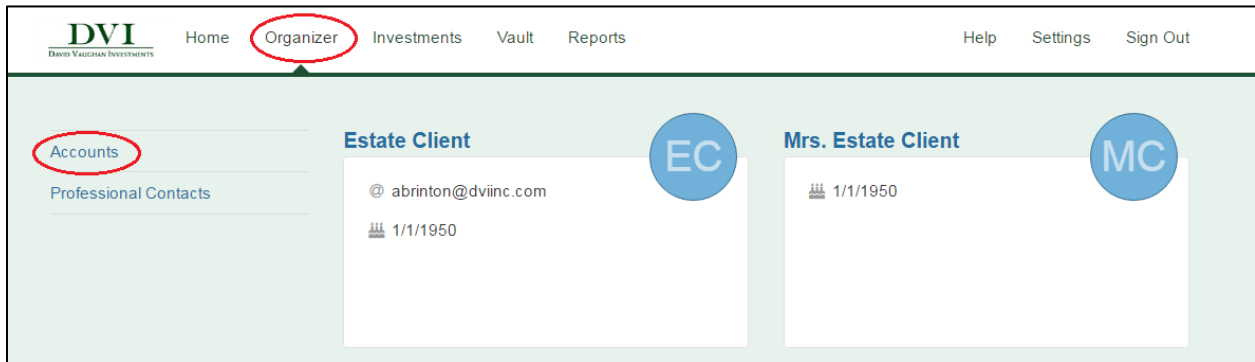 DVI
DAVID VAUGHAN INVESTMENTS
Home Organizer Investments Vault Reports Help Settings Sign Out
Accounts
Professional Contacts
Estate Client
EC
@ abrinton@dviinc.com
1/1/1950
Mrs. Estate Client
MC
1/1/1950